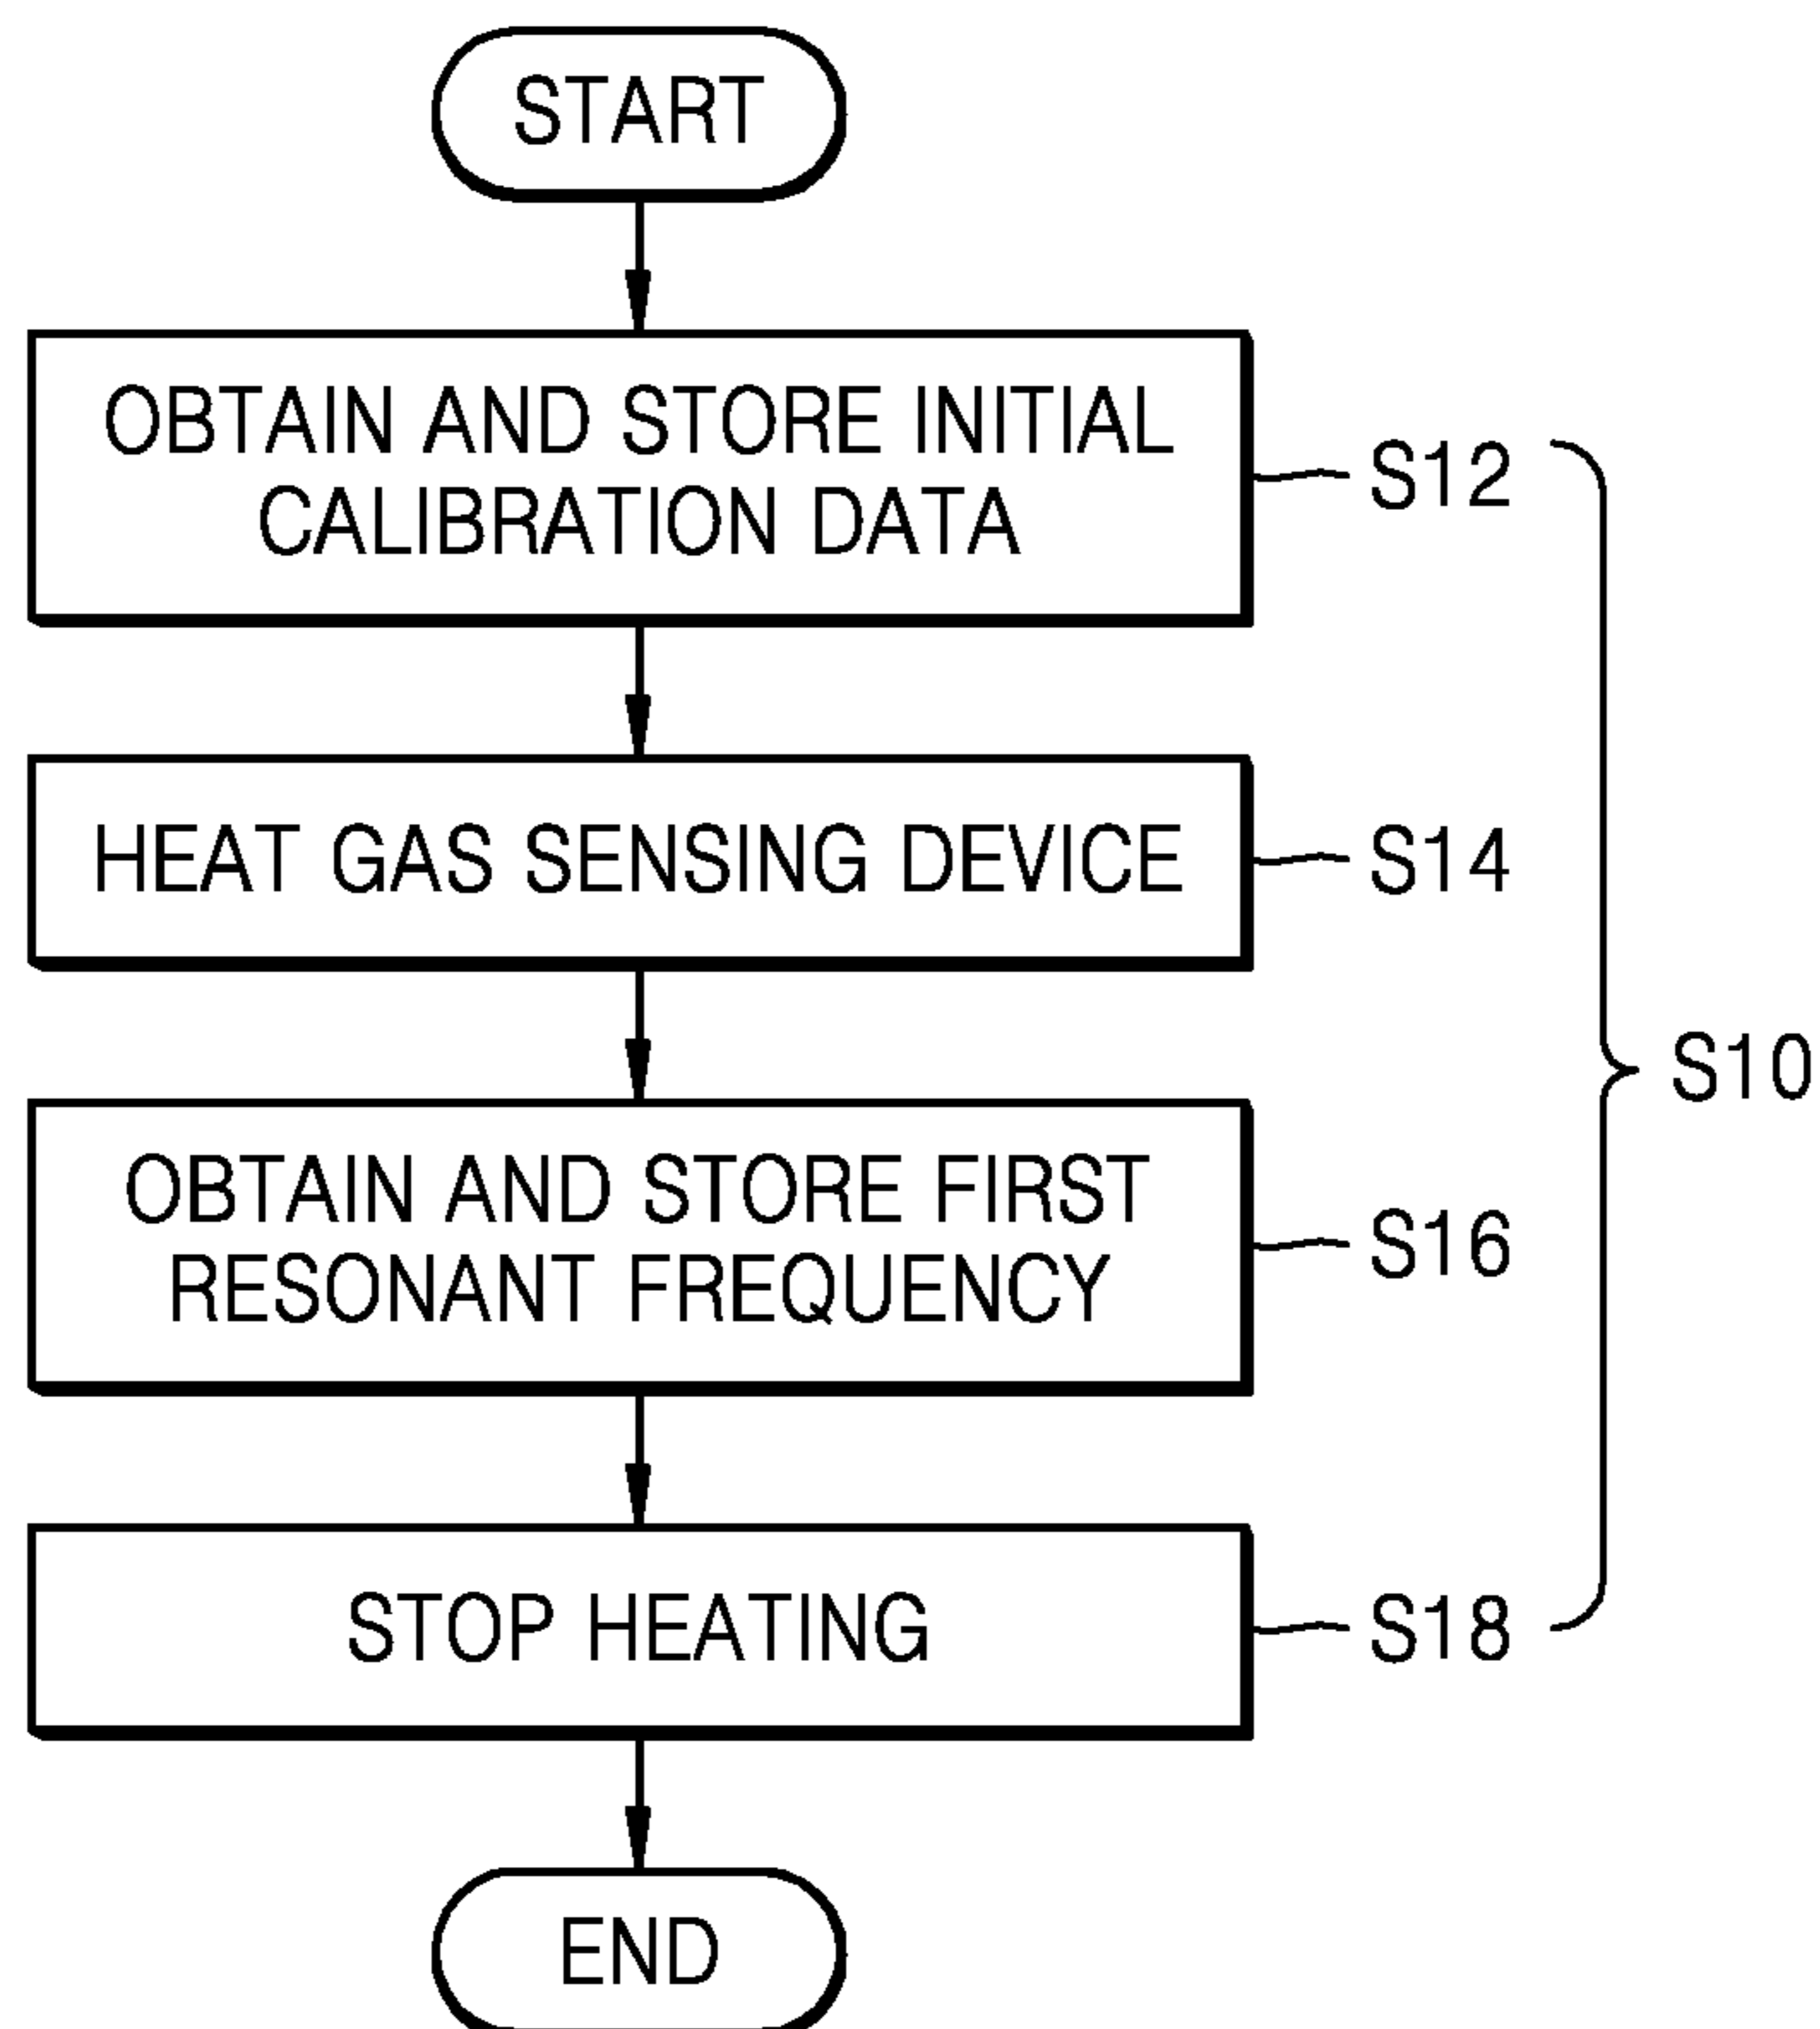 START
OBTAIN AND STORE INITIAL
CALIBRATION DATA
S12
HEAT GAS SENSING DEVICE
S14
S10
OBTAIN AND STORE FIRST
RESONANT FREQUENCY
S16
STOP HEATING
S18
END